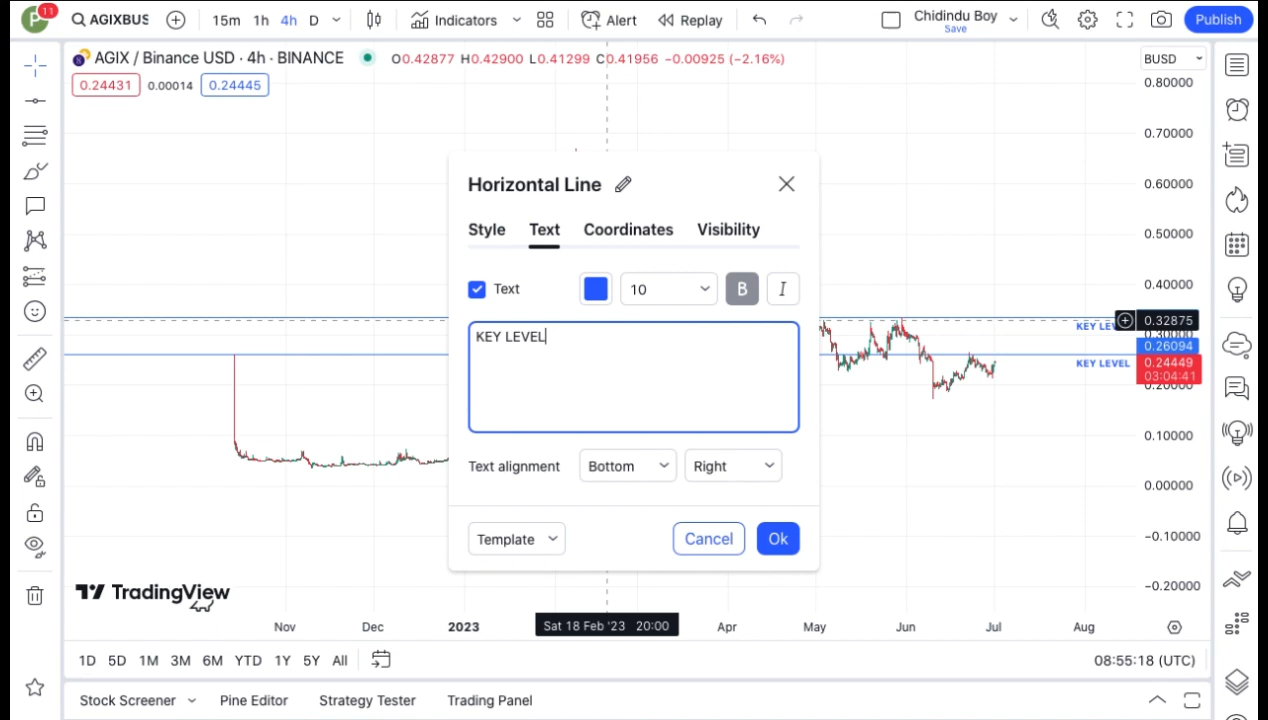 P 11 AGIXBUS 15m 1h 4h D Indicators Alert Replay Chidindu Boy Save Publish
AGIX / Binance USD · 4h · BINANCE O0.42877 H0.42900 L0.41299 C0.41956 −0.00925 (−2.16%) BUSD
0.24431 0.00014 0.24445
0.80000
0.70000
0.60000
0.50000
0.40000
0.32875
0.30000
0.26094
0.24449
03:04:41
0.20000
0.10000
0.00000
−0.10000
−0.20000
KEY LEV
KEY LEVEL
Horizontal Line
Style Text Coordinates Visibility
Text 10 B I
KEY LEVEL
Text alignment Bottom Right
Template Cancel Ok
TradingView
Nov Dec 2023 Sat 18 Feb '23 20:00 Apr May Jun Jul Aug
1D 5D 1M 3M 6M YTD 1Y 5Y All 08:55:18 (UTC)
Stock Screener Pine Editor Strategy Tester Trading Panel